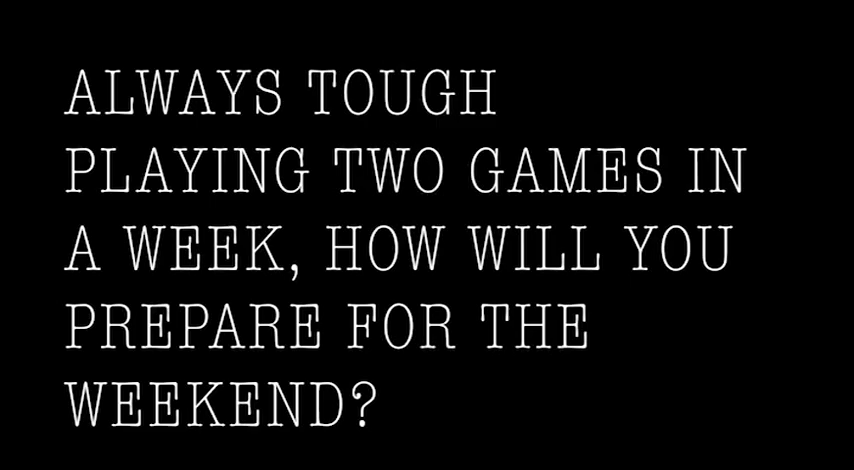 ALWAYS TOUGH
PLAYING TWO GAMES IN
A WEEK, HOW WILL YOU
PREPARE FOR THE
WEEKEND?